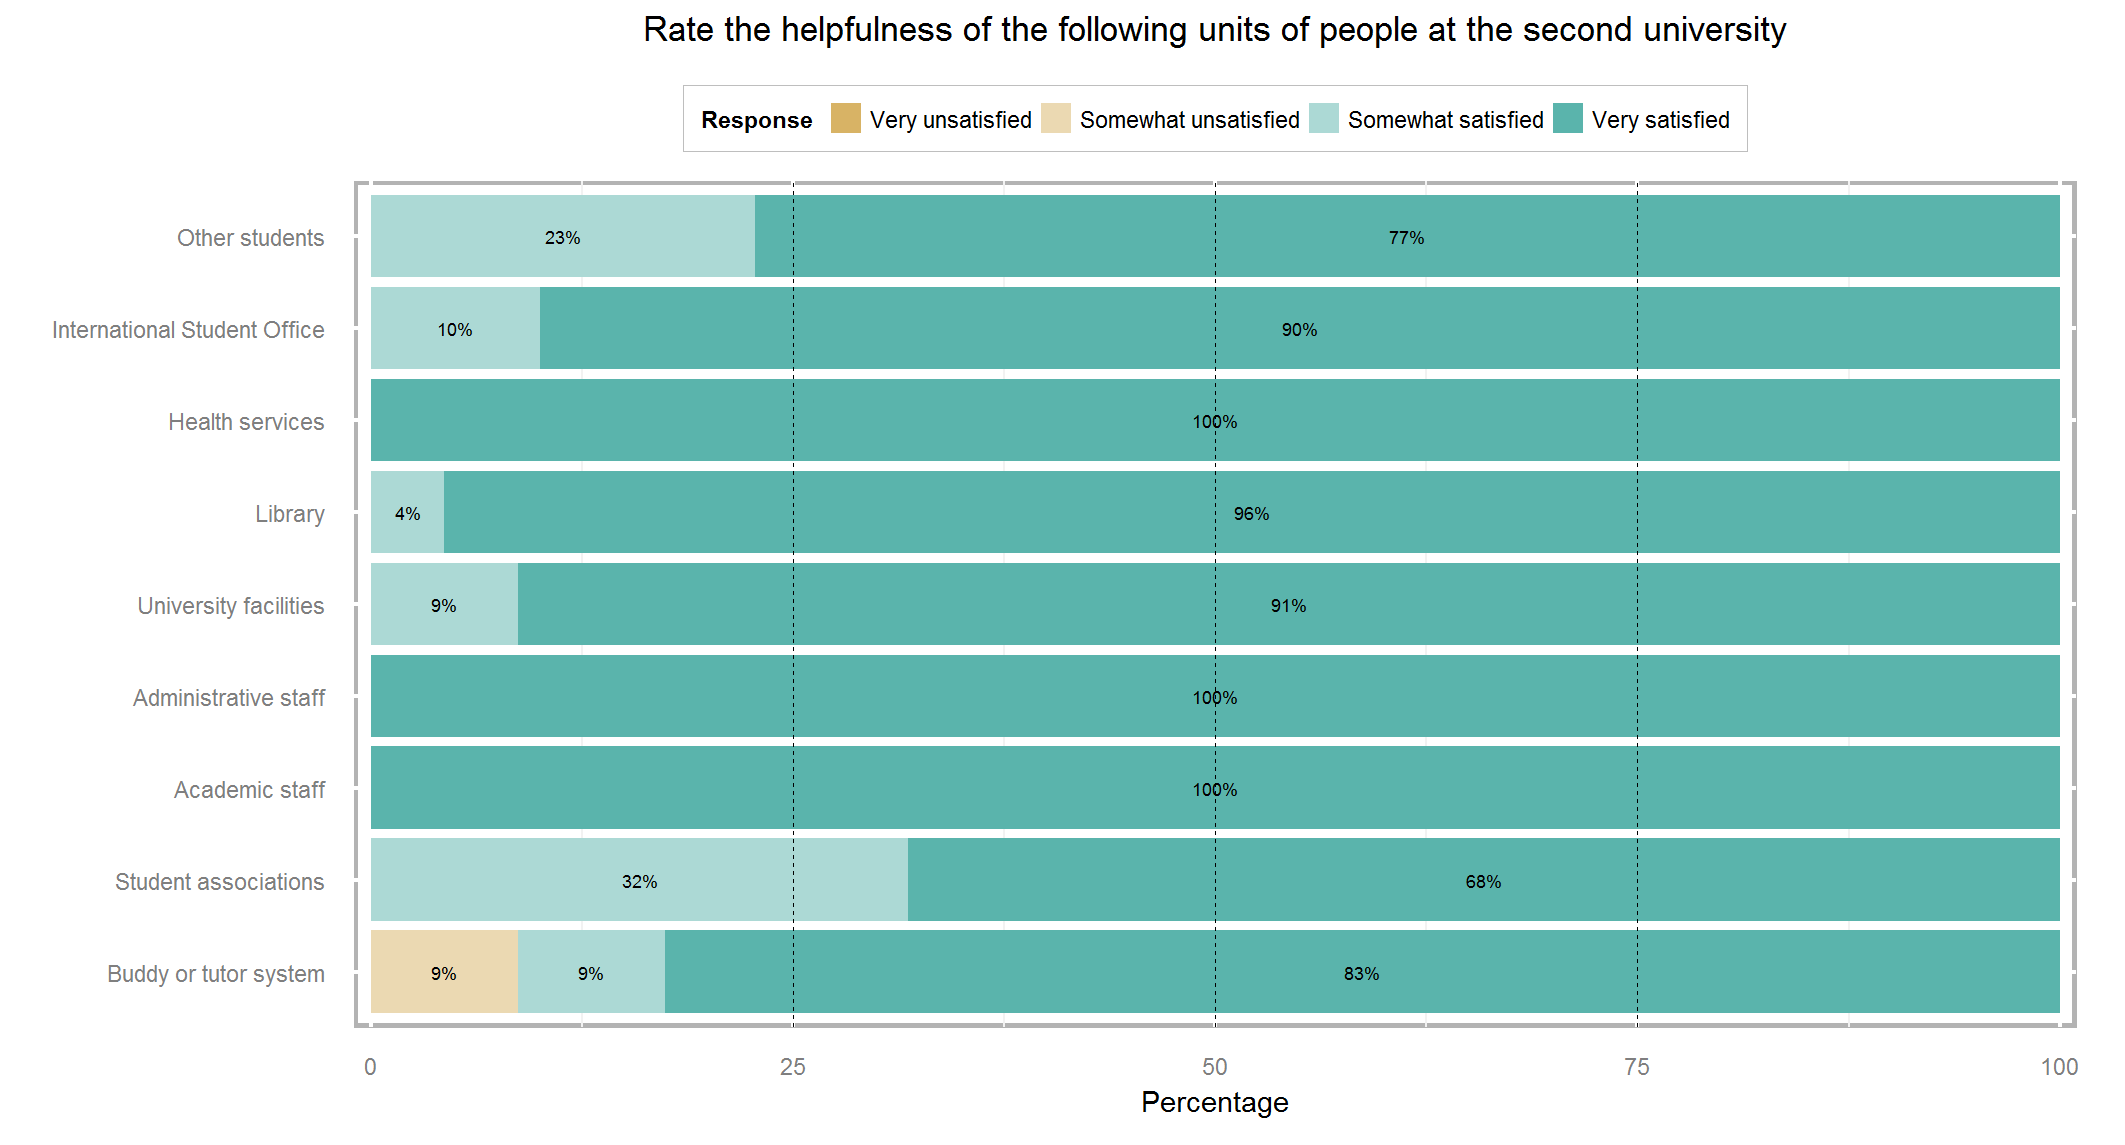 Rate the helpfulness of the following units of people at the second university
Response Very unsatisfied Somewhat unsatisfied Somewhat satisfied Very satisfied
Other students 23% 77%
International Student Office 10% 90%
Health services 100%
Library 4% 96%
University facilities 9% 91%
Administrative staff 100%
Academic staff 100%
Student associations 32% 68%
Buddy or tutor system 9% 9% 83%
0 25 50 75 100
Percentage